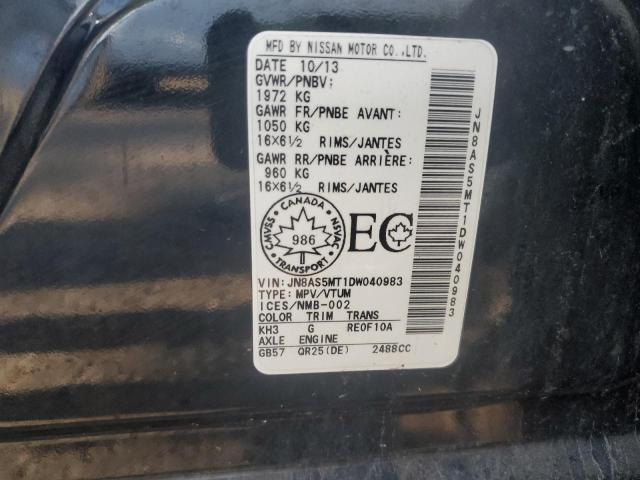 MFD BY NISSAN MOTOR CO.,LTD.
DATE 10/13
GVWR/PNBV;
1972 KG
GAWR FR/PNBE AVANT:
1050 KG
16X6½ RIMS/JANTES
GAWR RR/PNBE ARRIÈRE:
960 KG
16X6½ RIMS/JANTES
CANADA
CMVSS 986 NSVAC
TRANSPORT
EC
VIN: JN8AS5MT1DW040983
TYPE: MPV/VTUM
ICES/NMB-002
COLOR TRIM TRANS
KH3 G RE0F10A
AXLE ENGINE
GB57 QR25(DE) 2488CC
JN8AS5MT1DW040983